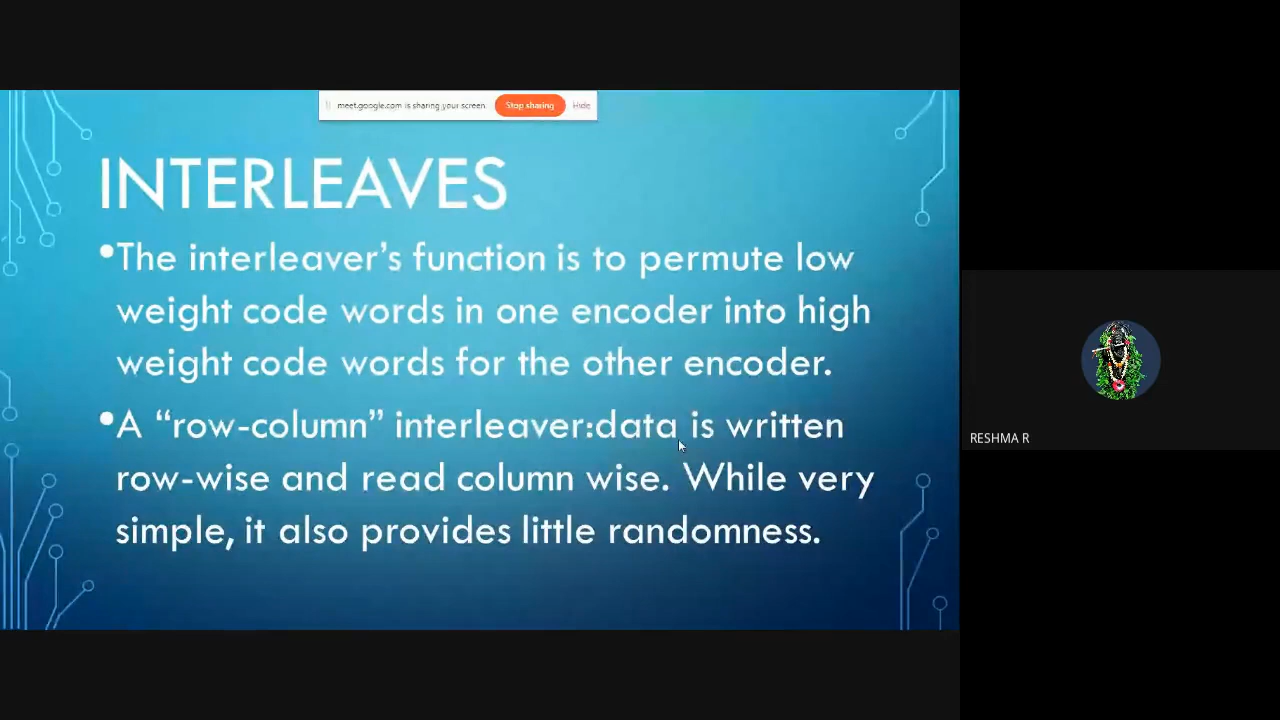 meet.google.com is sharing your screen. Stop sharing Hide
INTERLEAVES
•The interleaver’s function is to permute low
weight code words in one encoder into high
weight code words for the other encoder.
•A “row-column” interleaver:data is written
row-wise and read column wise. While very
simple, it also provides little randomness.
RESHMA R